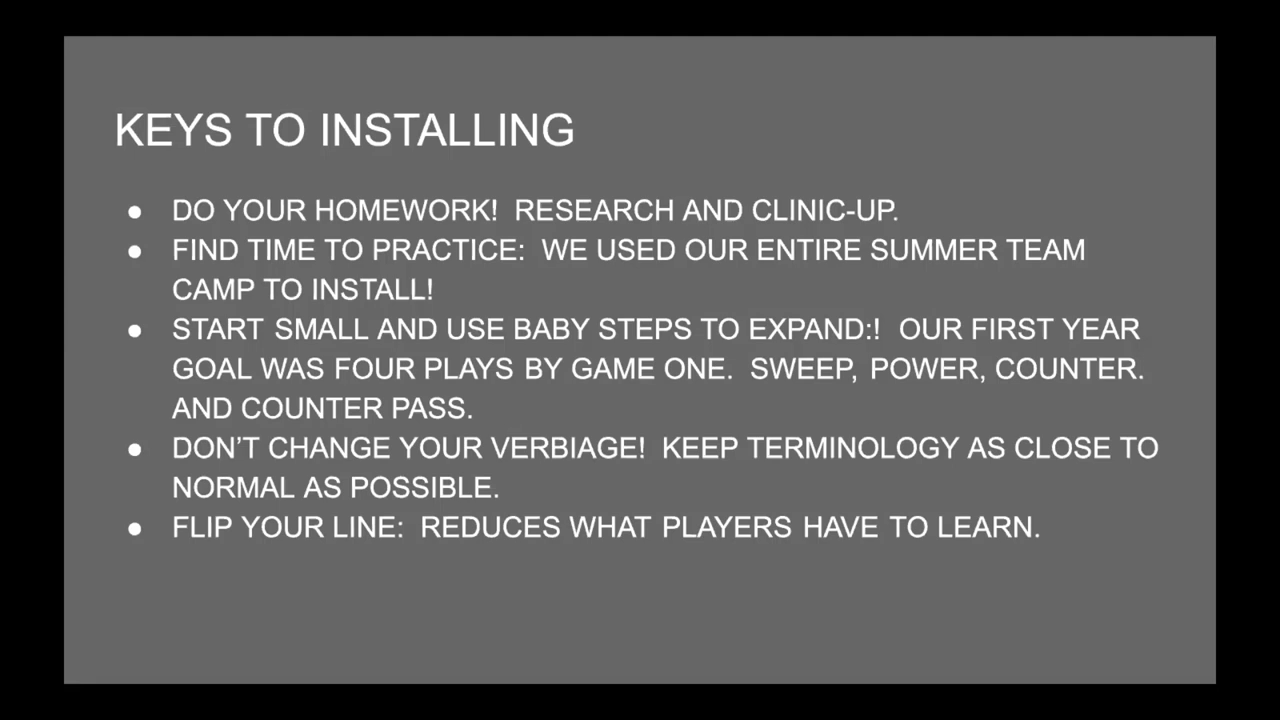 KEYS TO INSTALLING
● DO YOUR HOMEWORK!  RESEARCH AND CLINIC-UP.
● FIND TIME TO PRACTICE:  WE USED OUR ENTIRE SUMMER TEAM
CAMP TO INSTALL!
● START SMALL AND USE BABY STEPS TO EXPAND:!  OUR FIRST YEAR
GOAL WAS FOUR PLAYS BY GAME ONE.  SWEEP, POWER, COUNTER.
AND COUNTER PASS.
● DON’T CHANGE YOUR VERBIAGE!  KEEP TERMINOLOGY AS CLOSE TO
NORMAL AS POSSIBLE.
● FLIP YOUR LINE:  REDUCES WHAT PLAYERS HAVE TO LEARN.